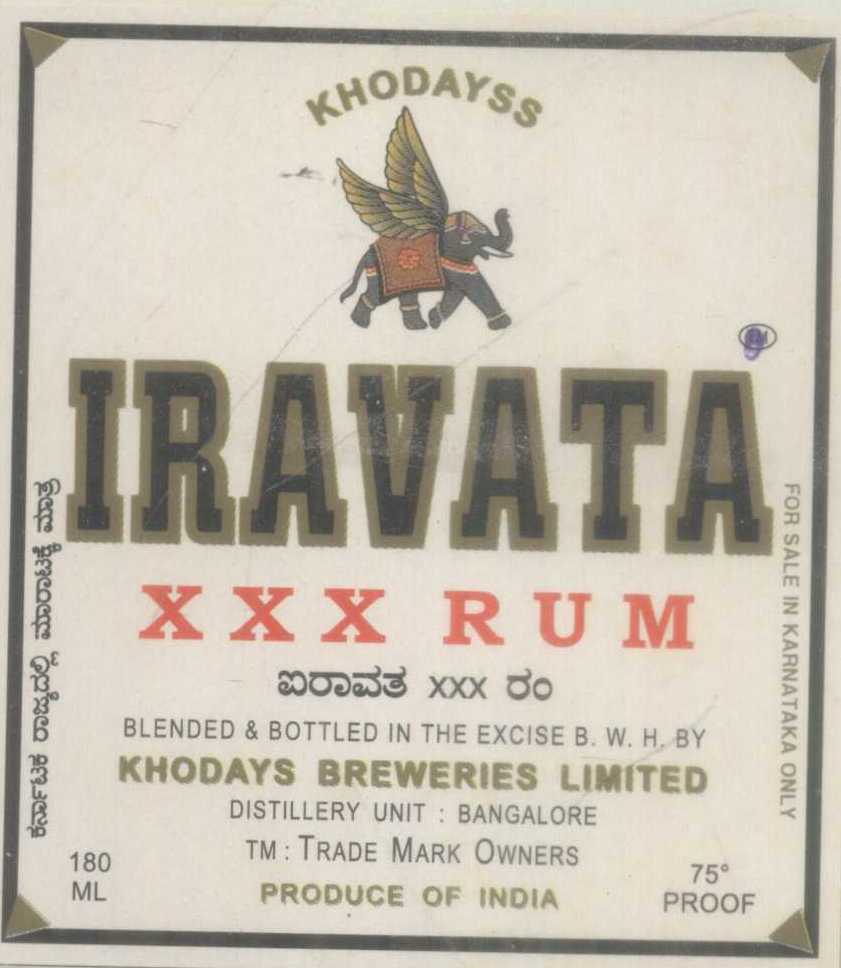 KHODAYSS
IRAVATA
XXX RUM
ಐರಾವತ XXX ರಂ
BLENDED & BOTTLED IN THE EXCISE B. W. H. BY
KHODAYS BREWERIES LIMITED
DISTILLERY UNIT : BANGALORE
TM : TRADE MARK OWNERS
PRODUCE OF INDIA
180
ML
75°
PROOF
ಕರ್ನಾಟಕ ರಾಜ್ಯದಲ್ಲಿ ಮಾರಾಟಕ್ಕೆ ಮಾತ್ರ
FOR SALE IN KARNATAKA ONLY